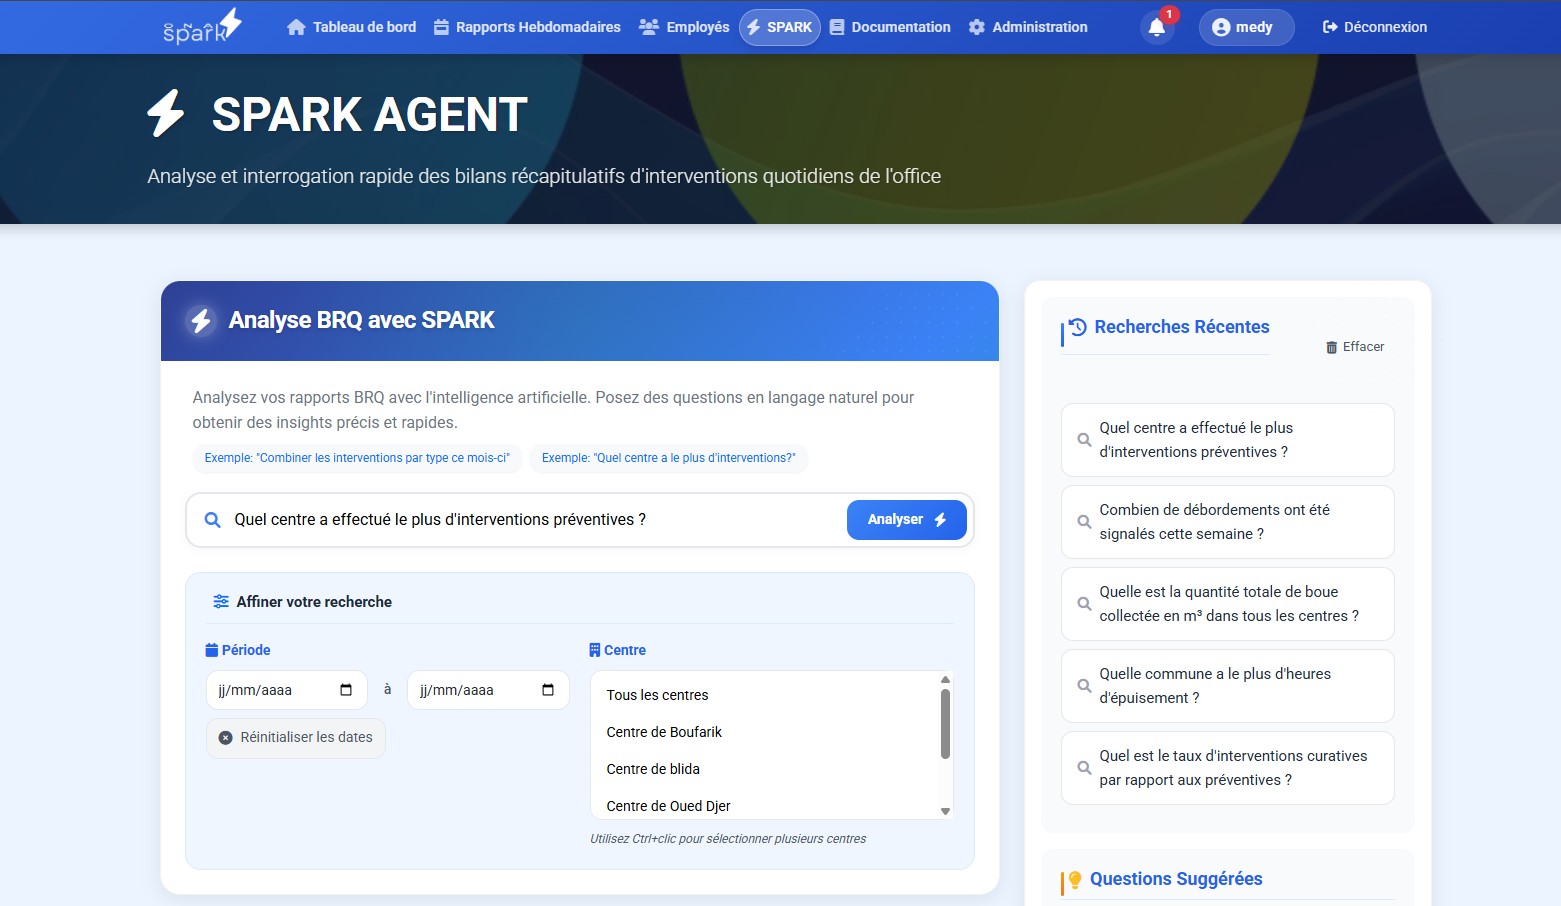 spark
Tableau de bord
Rapports Hebdomadaires
Employés
SPARK
Documentation
Administration
1
medy
Déconnexion
SPARK AGENT
Analyse et interrogation rapide des bilans récapitulatifs d'interventions quotidiens de l'office
Analyse BRQ avec SPARK
Analysez vos rapports BRQ avec l'intelligence artificielle. Posez des questions en langage naturel pour
obtenir des insights précis et rapides.
Exemple: "Combiner les interventions par type ce mois-ci"
Exemple: "Quel centre a le plus d'interventions?"
Quel centre a effectué le plus d'interventions préventives ?
Analyser
Affiner votre recherche
Période
jj/mm/aaaa
à
jj/mm/aaaa
Réinitialiser les dates
Centre
Tous les centres
Centre de Boufarik
Centre de blida
Centre de Oued Djer
Utilisez Ctrl+clic pour sélectionner plusieurs centres
Recherches Récentes
Effacer
Quel centre a effectué le plus
d'interventions préventives ?
Combien de débordements ont été
signalés cette semaine ?
Quelle est la quantité totale de boue
collectée en m³ dans tous les centres ?
Quelle commune a le plus d'heures
d'épuisement ?
Quel est le taux d'interventions curatives
par rapport aux préventives ?
Questions Suggérées